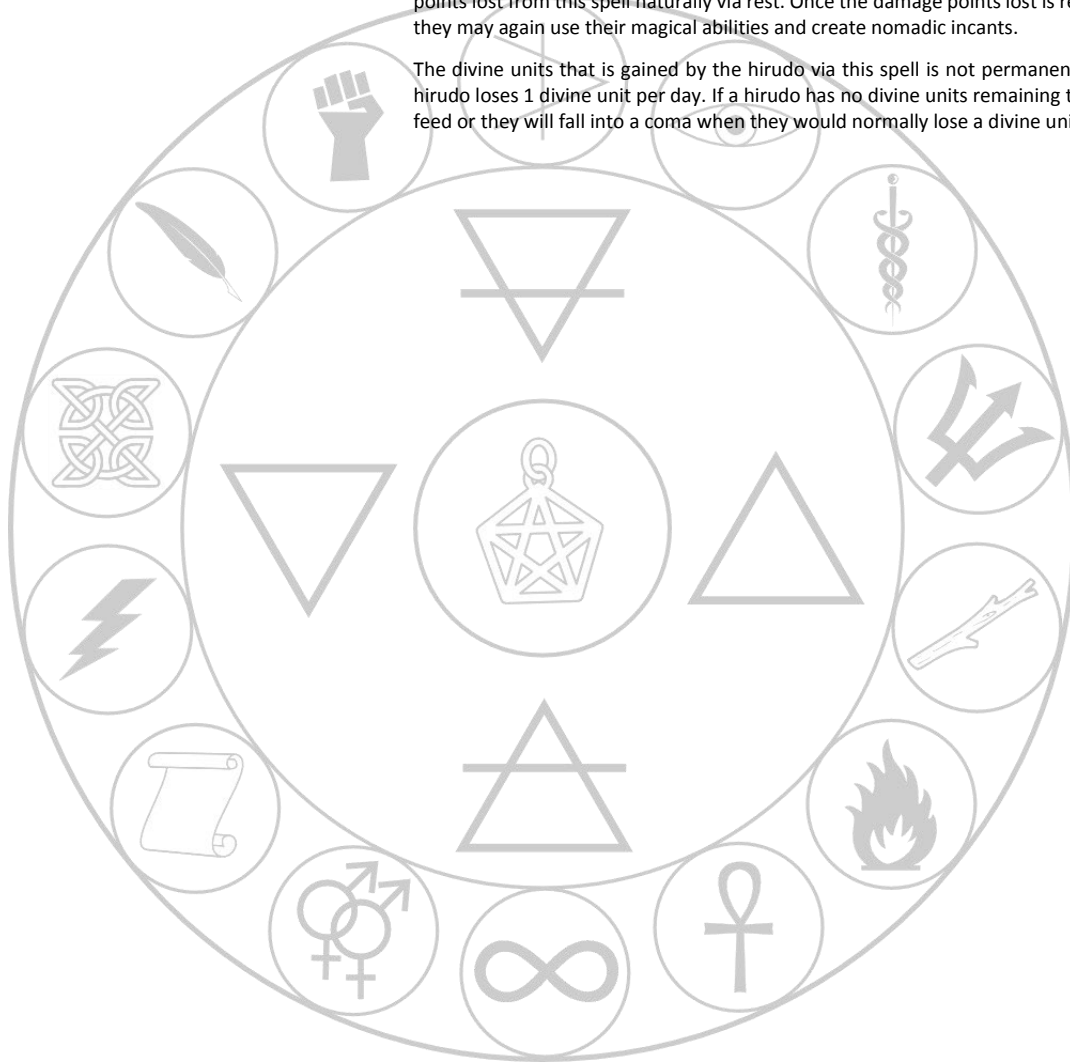 points lost from this spell naturally via rest. Once the damage points lost is re
they may again use their magical abilities and create nomadic incants.
The divine units that is gained by the hirudo via this spell is not permanen
hirudo loses 1 divine unit per day. If a hirudo has no divine units remaining t
feed or they will fall into a coma when they would normally lose a divine uni